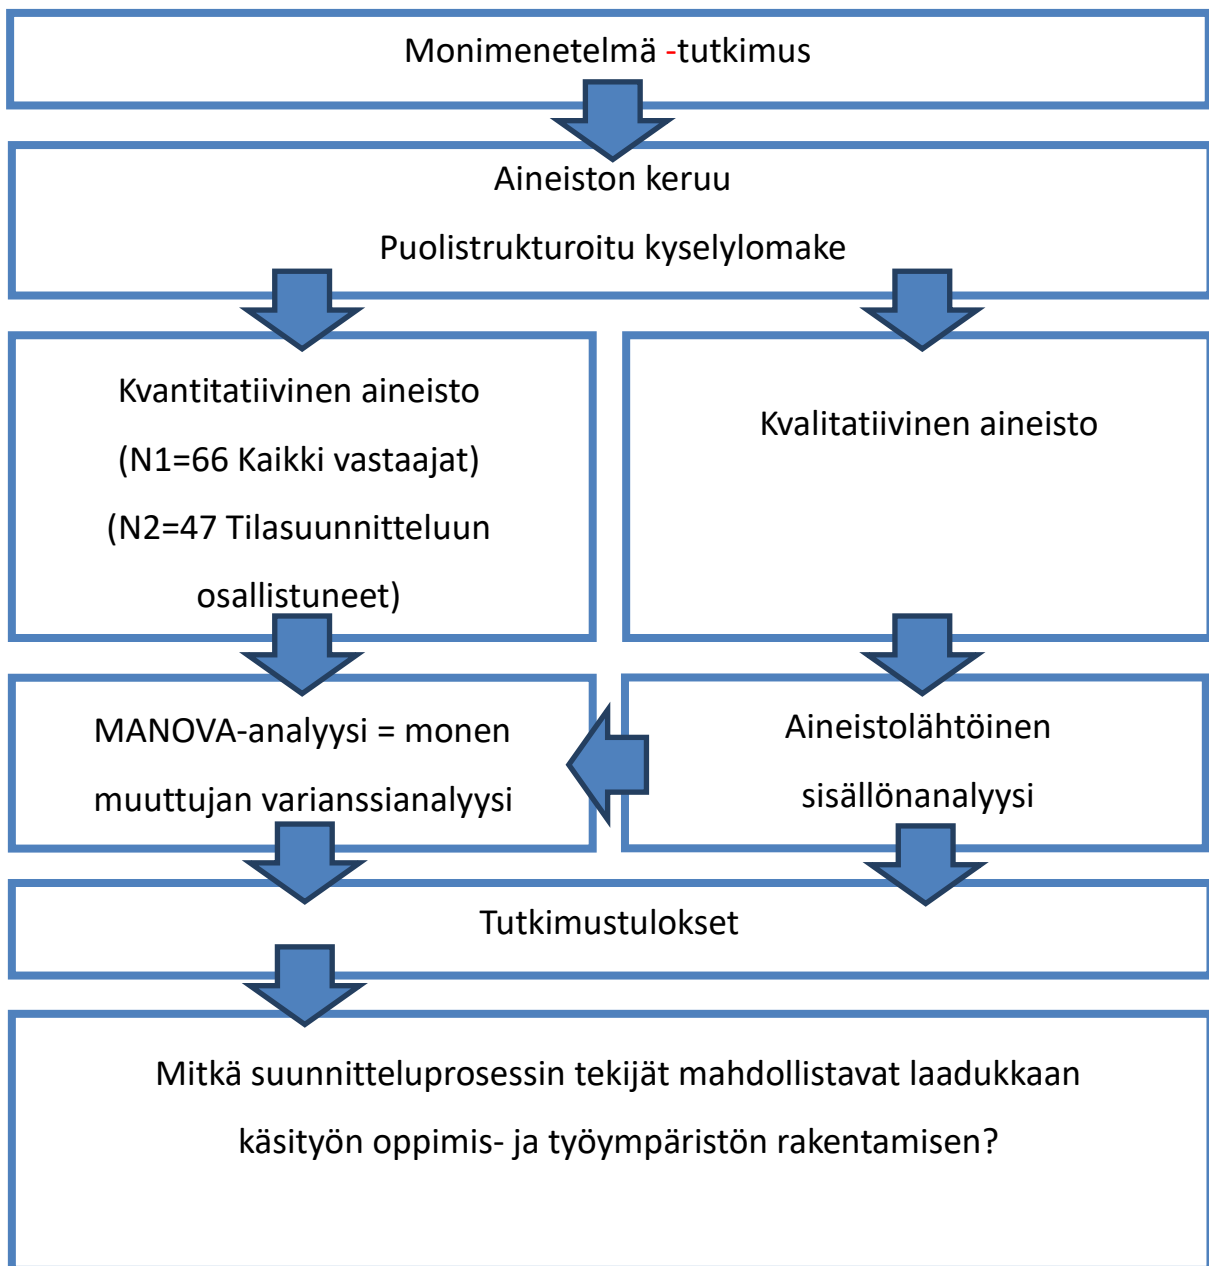 Monimenetelmä -tutkimus
Aineiston keruu
Puolistrukturoitu kyselylomake
Kvantitatiivinen aineisto
(N1=66 Kaikki vastaajat)
(N2=47 Tilasuunnitteluun
osallistuneet)
Kvalitatiivinen aineisto
MANOVA-analyysi = monen
muuttujan varianssianalyysi
Aineistolähtöinen
sisällönanalyysi
Tutkimustulokset
Mitkä suunnitteluprosessin tekijät mahdollistavat laadukkaan
käsityön oppimis- ja työympäristön rakentamisen?